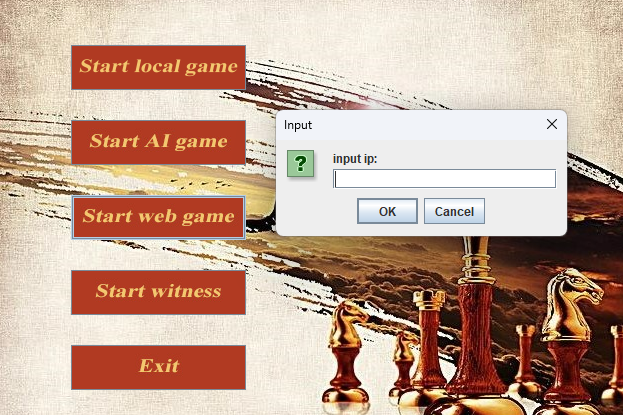 Start local game
Start AI game
Start web game
Start witness
Exit
Input
?
input ip:
OK
Cancel